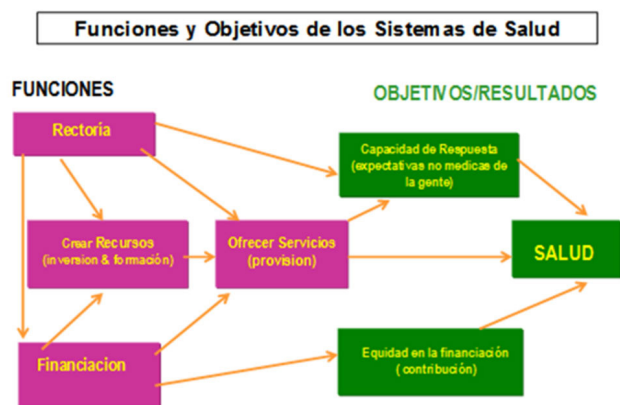 Funciones y Objetivos de los Sistemas de Salud
FUNCIONES
OBJETIVOS/RESULTADOS
Rectoria
Capacidad de Respuesta
(expectativas no medicas de
la gente)
Crear Recursos
(inversion & formación)
Ofrecer Servicios
(provision)
SALUD
Financiacion
Equidad en la financiación
( contribución)